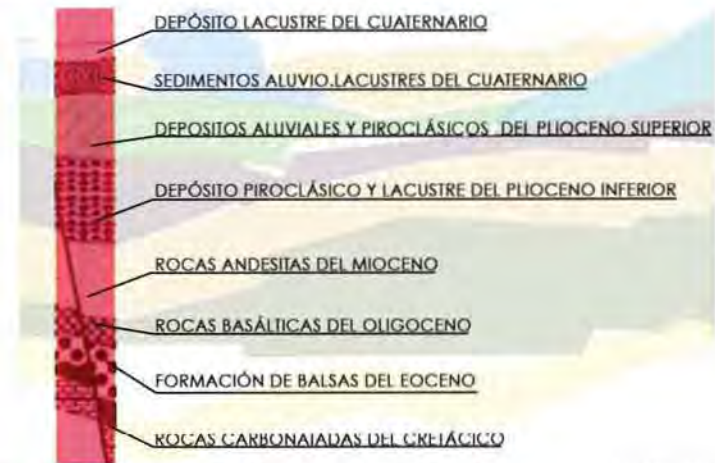 DEPÓSITO LACUSTRE DEL CUATERNARIO
SEDIMENTOS ALUVIO.LACUSTRES DEL CUATERNARIO
DEPOSITOS ALUVIALES Y PIROCLÁSICOS DEL PLIOCENO SUPERIOR
DEPÓSITO PIROCLÁSICO Y LACUSTRE DEL PLIOCENO INFERIOR
ROCAS ANDESITAS DEL MIOCENO
ROCAS BASÁLTICAS DEL OLIGOCENO
FORMACIÓN DE BALSAS DEL EOCENO
ROCAS CARBONATADAS DEL CRETÁCICO